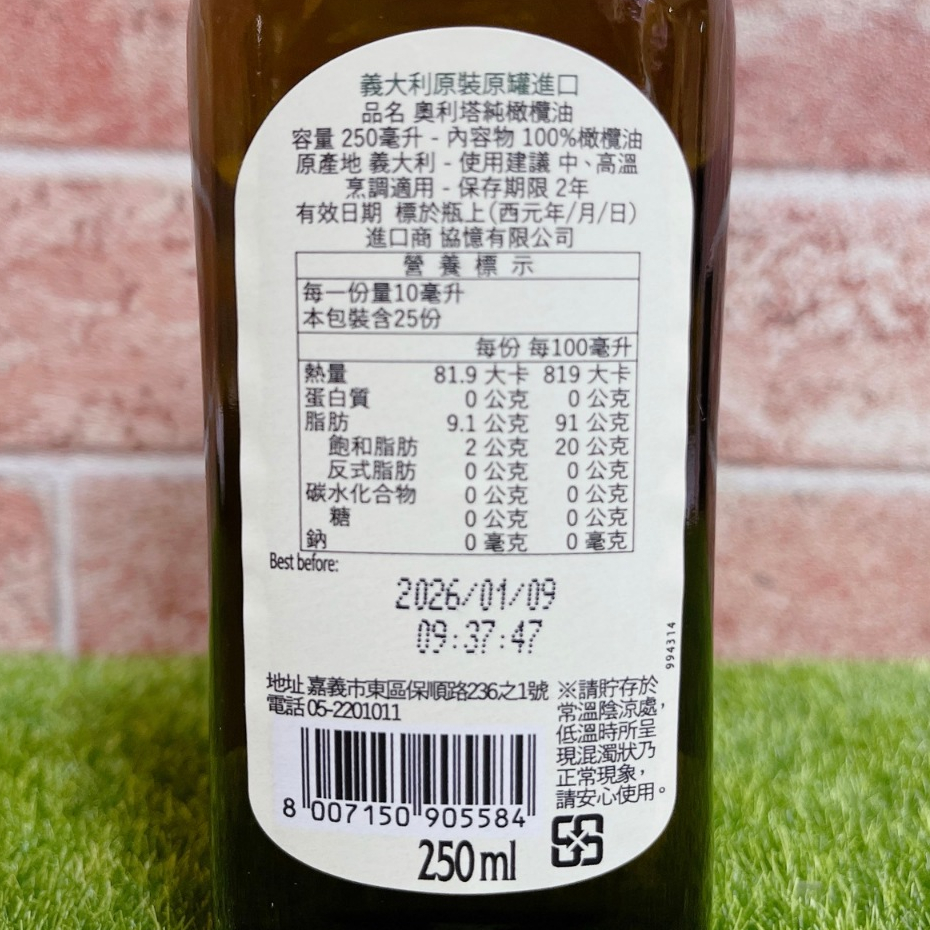 義大利原裝原罐進口
品名 奧利塔純橄欖油
容量 250毫升 - 內容物 100%橄欖油
原產地 義大利 - 使用建議 中、高溫
烹調適用 - 保存期限 2年
有效日期 標於瓶上(西元年/月/日)
進口商 協憶有限公司
營養標示
每一份量10毫升
本包裝含25份
每份 每100毫升
熱量 81.9 大卡 819 大卡
蛋白質 0 公克 0 公克
脂肪 9.1 公克 91 公克
飽和脂肪 2 公克 20 公克
反式脂肪 0 公克 0 公克
碳水化合物 0 公克 0 公克
糖 0 公克 0 公克
鈉 0 毫克 0 毫克
Best before:
2026/01/09
09:37:47
994314
地址 嘉義市東區保順路236之1號
電話 05-2201011
※請貯存於
常溫陰涼處,
低溫時所呈
現混濁狀乃
正常現象,
請安心使用。
8 007150 905584
250 ml